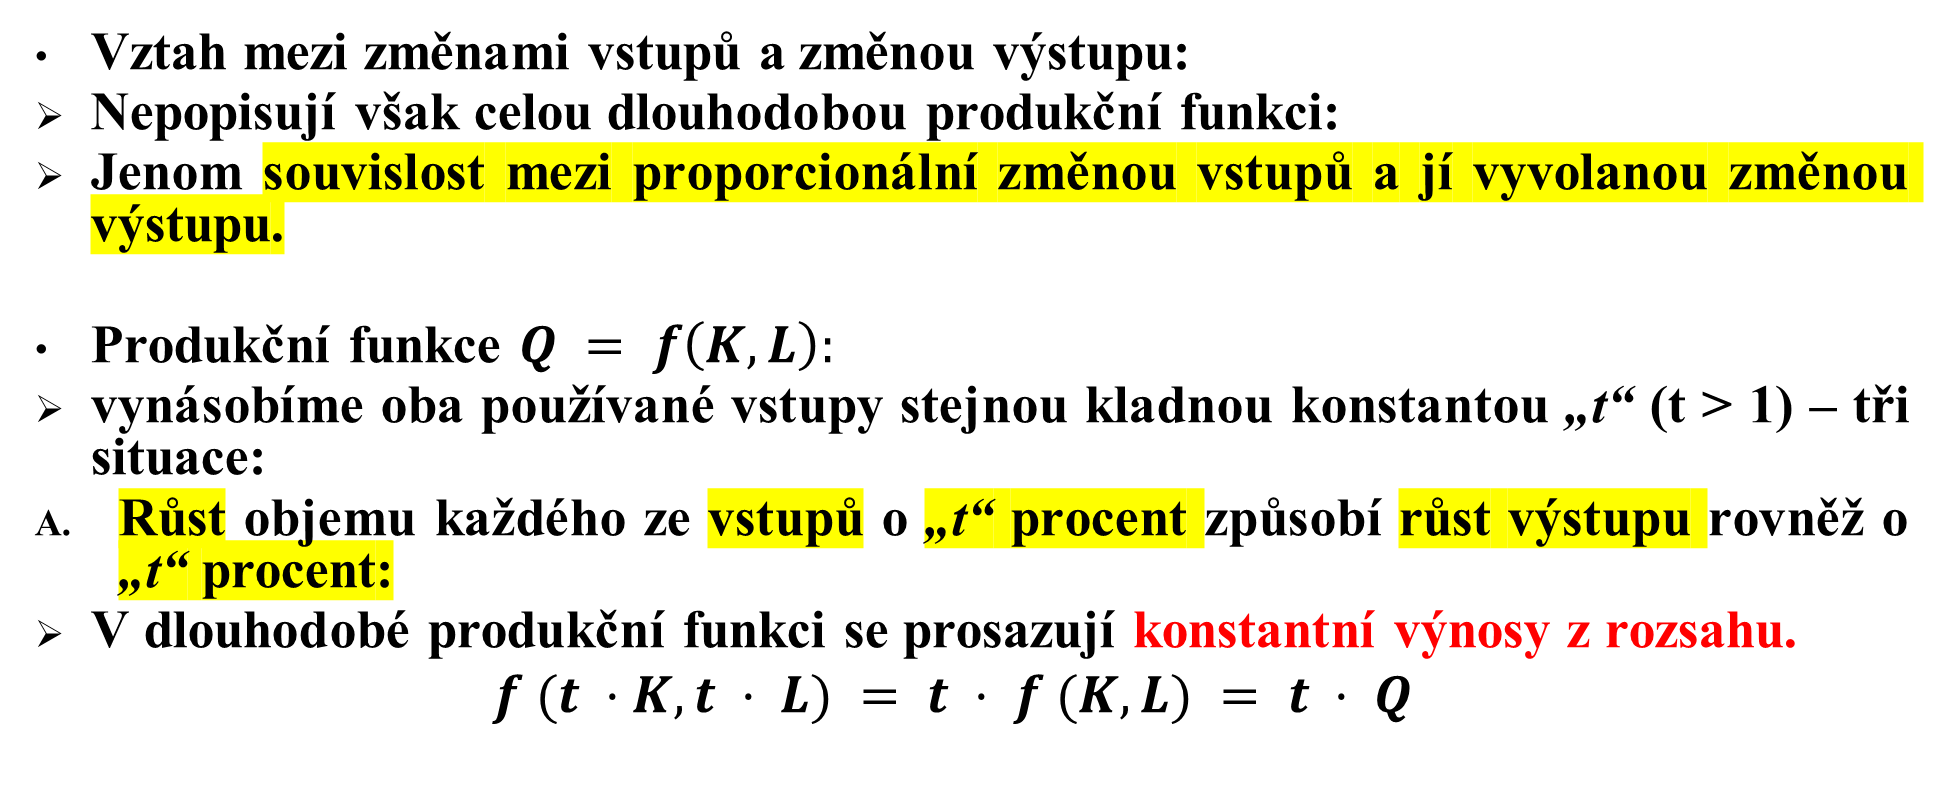 • Vztah mezi změnami vstupů a změnou výstupu:
➢ Nepopisují však celou dlouhodobou produkční funkci:
➢ Jenom souvislost mezi proporcionální změnou vstupů a jí vyvolanou změnou
výstupu.
• Produkční funkce Q = f(K, L):
➢ vynásobíme oba používané vstupy stejnou kladnou konstantou „t“ (t > 1) – tři
situace:
A. Růst objemu každého ze vstupů o „t“ procent způsobí růst výstupu rovněž o
„t“ procent:
➢ V dlouhodobé produkční funkci se prosazují konstantní výnosy z rozsahu.
f (t · K, t · L) = t · f (K, L) = t · Q